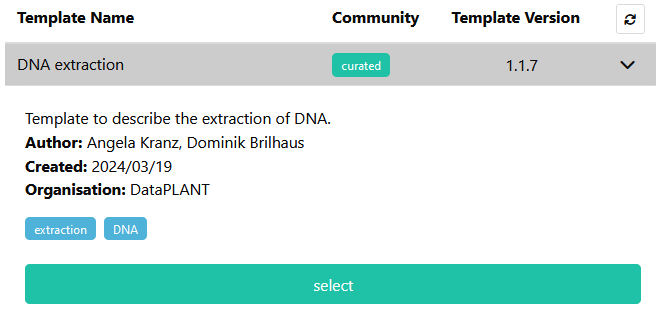 Template Name Community Template Version
DNA extraction curated 1.1.7
Template to describe the extraction of DNA.
Author: Angela Kranz, Dominik Brilhaus
Created: 2024/03/19
Organisation: DataPLANT
extraction DNA
select